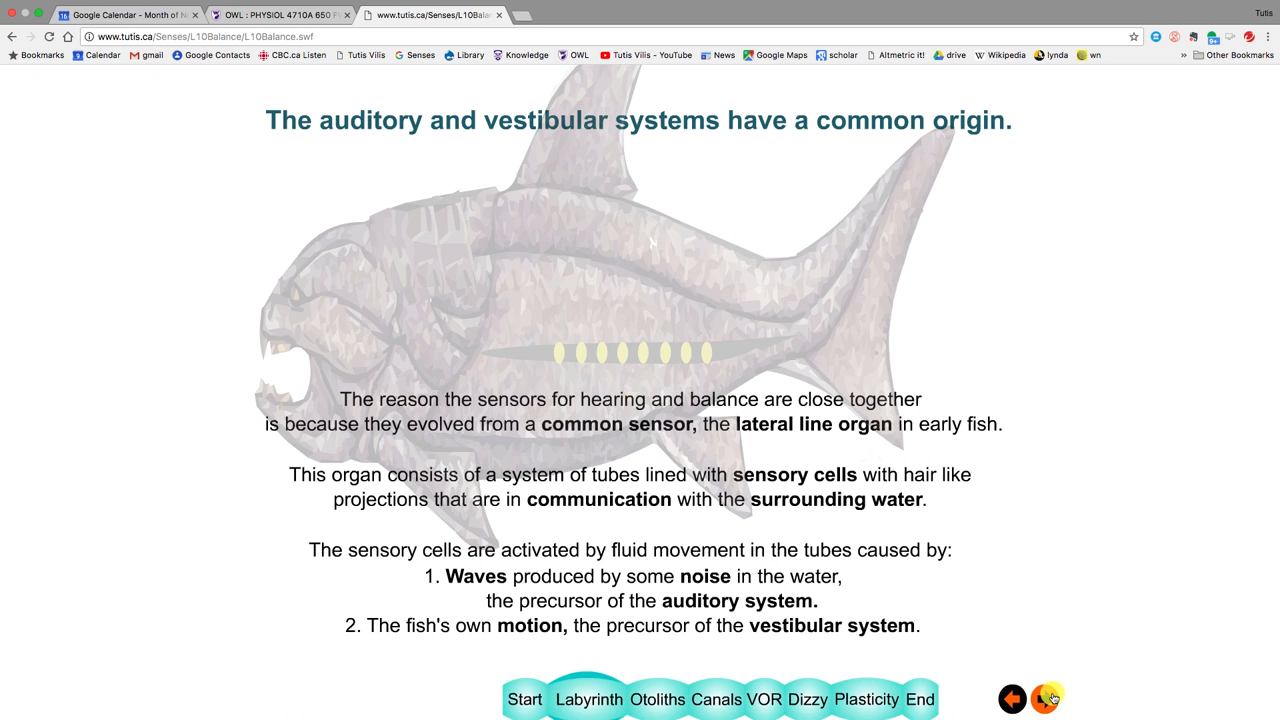 Google Calendar - Month of N
OWL : PHYSIOL 4710A 650 F
www.tutis.ca/Senses/L10Bala
Tutis
www.tutis.ca/Senses/L10Balance/L10Balance.swf
Bookmarks Calendar gmail Google Contacts CBC.ca Listen Tutis Vilis Senses Library Knowledge OWL Tutis Vilis - YouTube News Google Maps scholar Altmetric it! drive Wikipedia lynda wn » Other Bookmarks
The auditory and vestibular systems have a common origin.
The reason the sensors for hearing and balance are close together
is because they evolved from a common sensor, the lateral line organ in early fish.
This organ consists of a system of tubes lined with sensory cells with hair like
projections that are in communication with the surrounding water.
The sensory cells are activated by fluid movement in the tubes caused by:
1. Waves produced by some noise in the water,
the precursor of the auditory system.
2. The fish's own motion, the precursor of the vestibular system.
Start Labyrinth Otoliths Canals VOR Dizzy Plasticity End